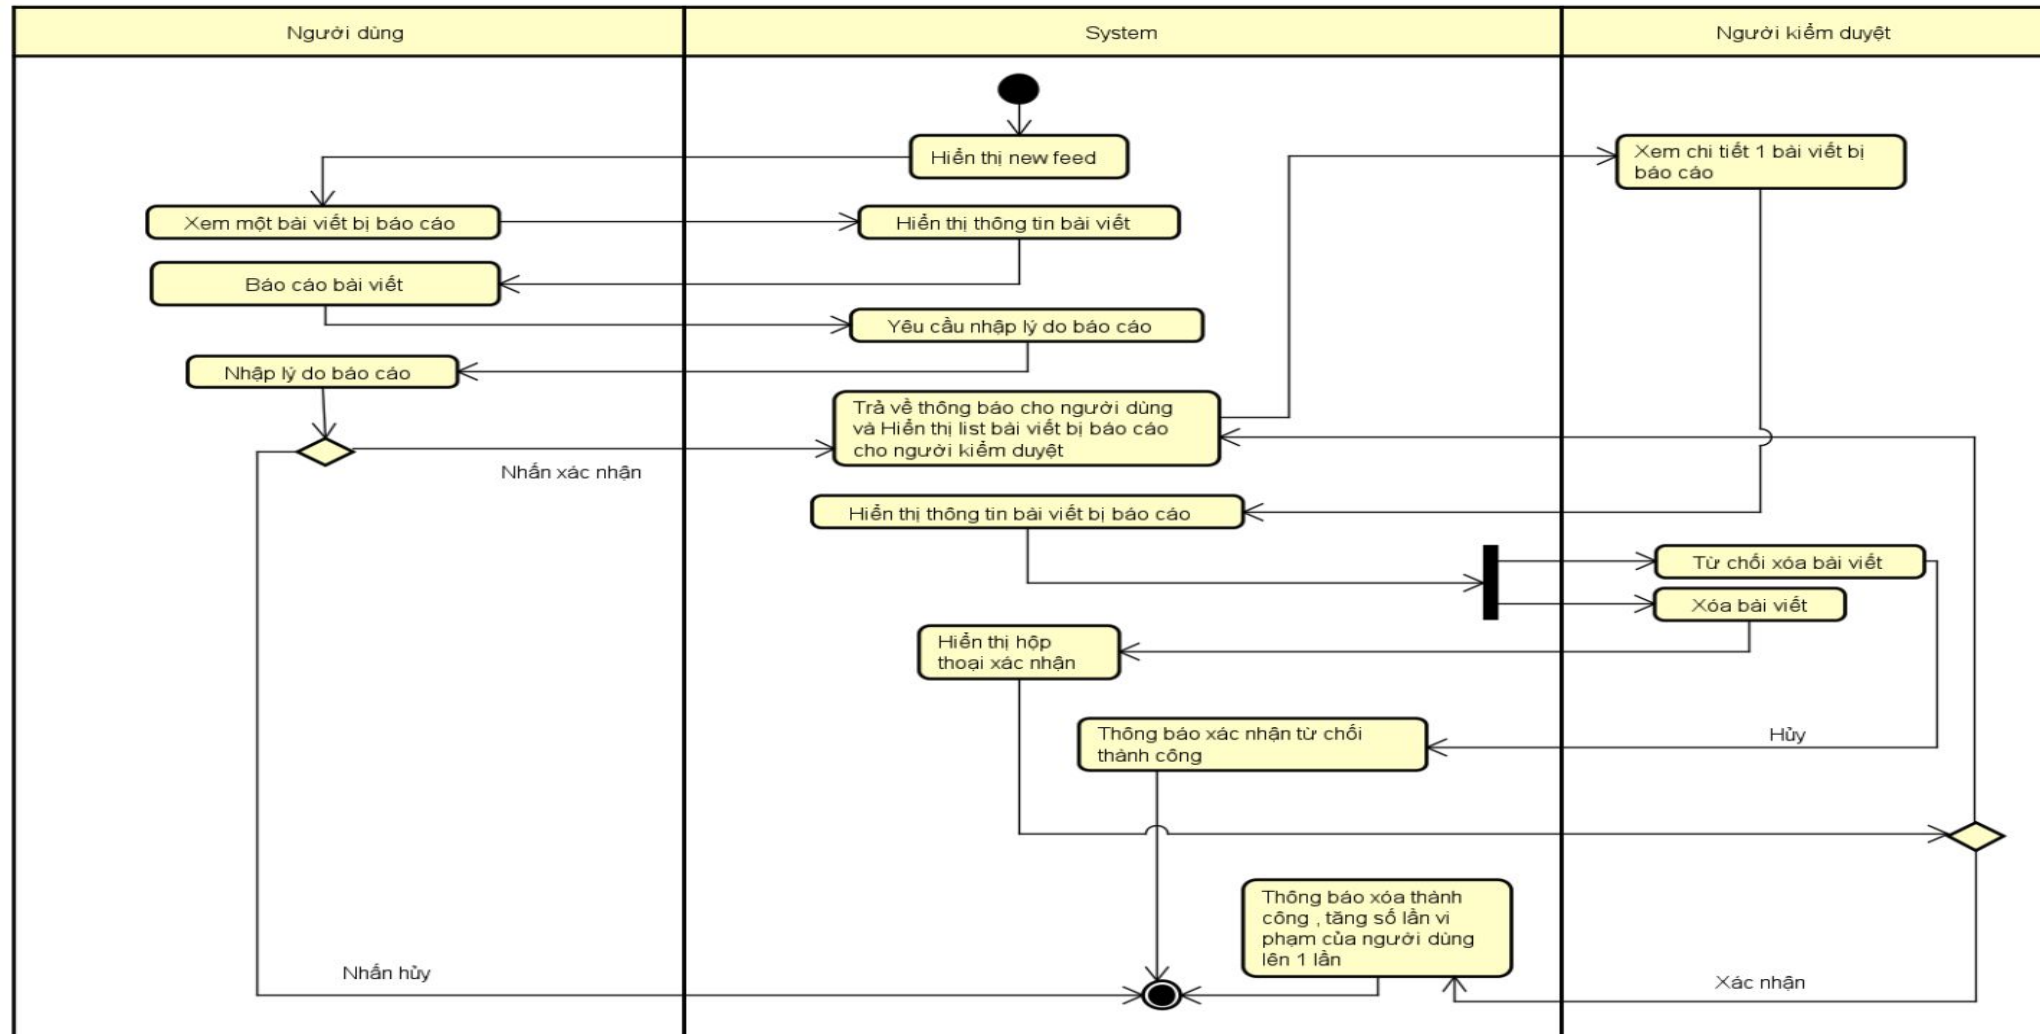 Người dùng
System
Người kiểm duyệt
Hiển thị new feed
Xem chi tiết 1 bài viết bị
báo cáo
Xem một bài viết bị báo cáo
Hiển thị thông tin bài viết
Báo cáo bài viết
Yêu cầu nhập lý do báo cáo
Nhập lý do báo cáo
Trả về thông báo cho người dùng
và Hiển thị list bài viết bị báo cáo
cho người kiểm duyệt
Nhấn xác nhận
Hiển thị thông tin bài viết bị báo cáo
Từ chối xóa bài viết
Xóa bài viết
Hiển thị hộp
thoại xác nhận
Thông báo xác nhận từ chối
thành công
Hủy
Thông báo xóa thành
công , tăng số lần vi
phạm của người dùng
lên 1 lần
Nhấn hủy
Xác nhận